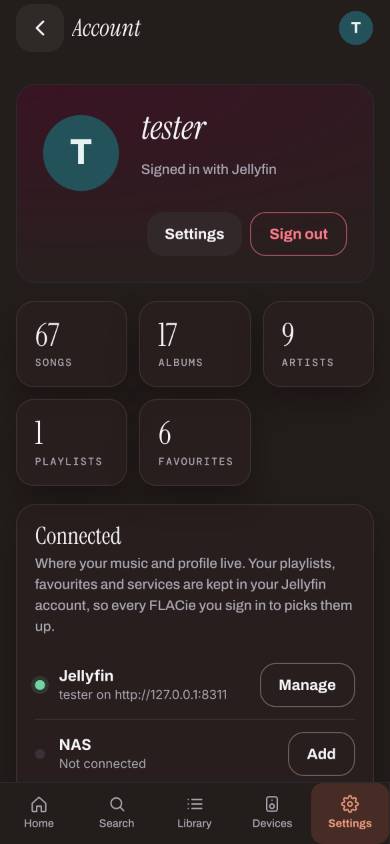 Account
T
T
tester
Signed in with Jellyfin
Settings
Sign out
67
SONGS
17
ALBUMS
9
ARTISTS
1
PLAYLISTS
6
FAVOURITES
Connected
Where your music and profile live. Your playlists,
favourites and services are kept in your Jellyfin
account, so every FLACie you sign in to picks them
up.
Jellyfin
tester on http://127.0.0.1:8311
Manage
NAS
Not connected
Add
Home
Search
Library
Devices
Settings